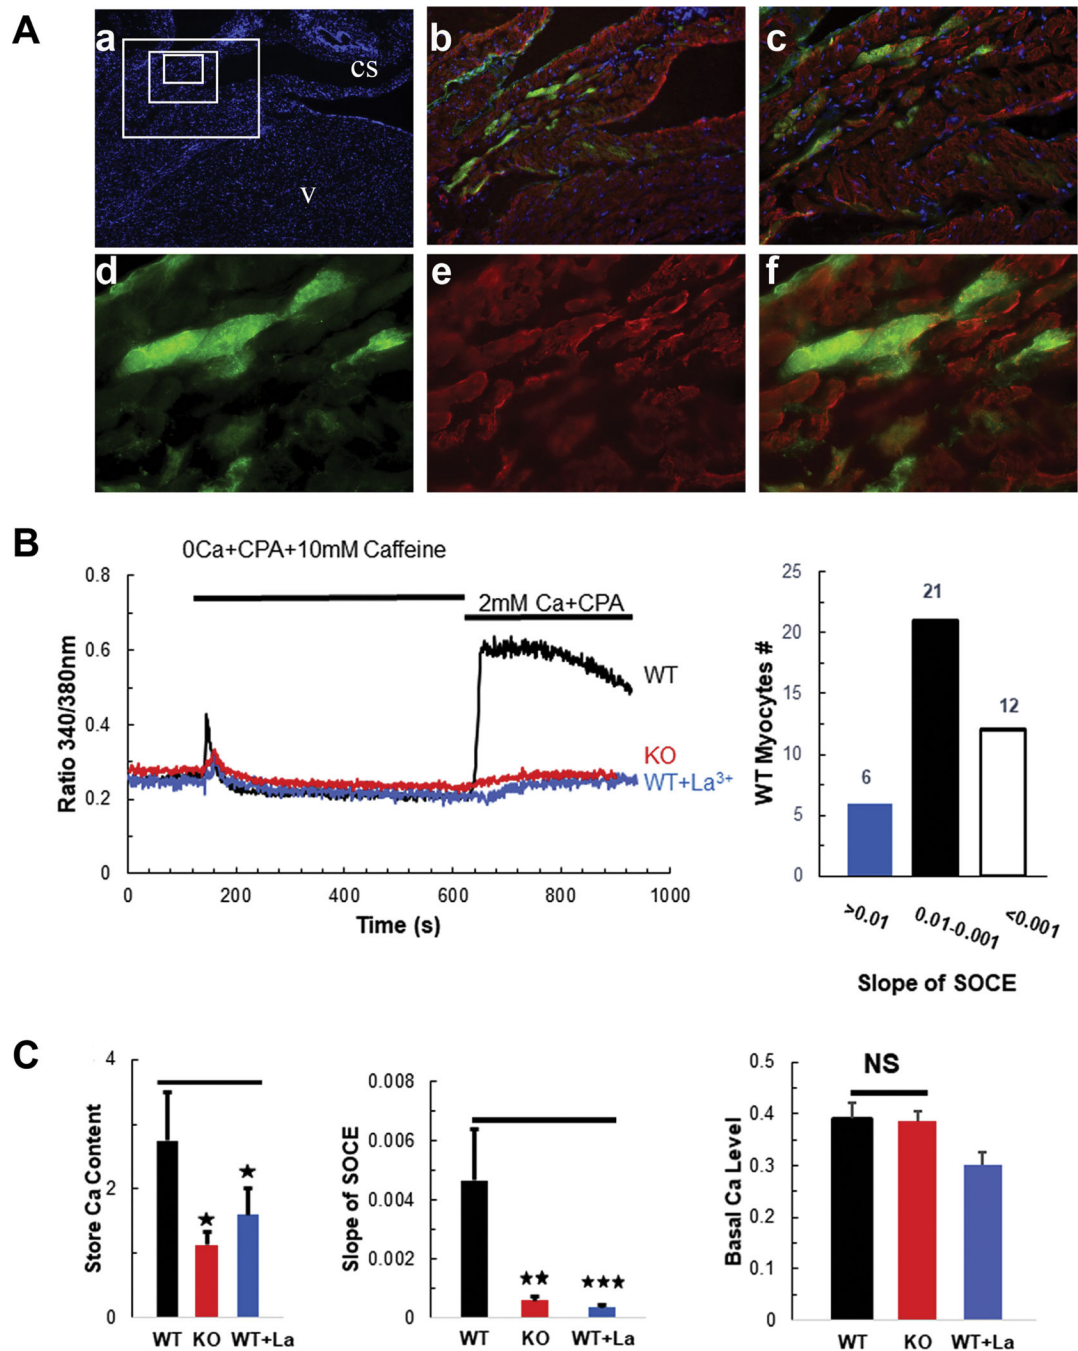 A
a
cs
v
b
c
d
e
f
B
0Ca+CPA+10mM Caffeine
2mM Ca+CPA
WT
KO
WT+La³⁺
Ratio 340/380nm
0.8
0.6
0.4
0.2
0
0 200 400 600 800 1000
Time (s)
WT Myocytes #
25
20
15
10
5
0
6
21
12
>0.01 0.01-0.001 <0.001
Slope of SOCE
C
Store Ca Content
4
2
0
★
★
WT KO WT+La
Slope of SOCE
0.008
0.006
0.004
0.002
0
★★
★★★
WT KO WT+La
Basal Ca Level
0.5
0.4
0.3
0.2
0.1
0
NS
WT KO WT+La